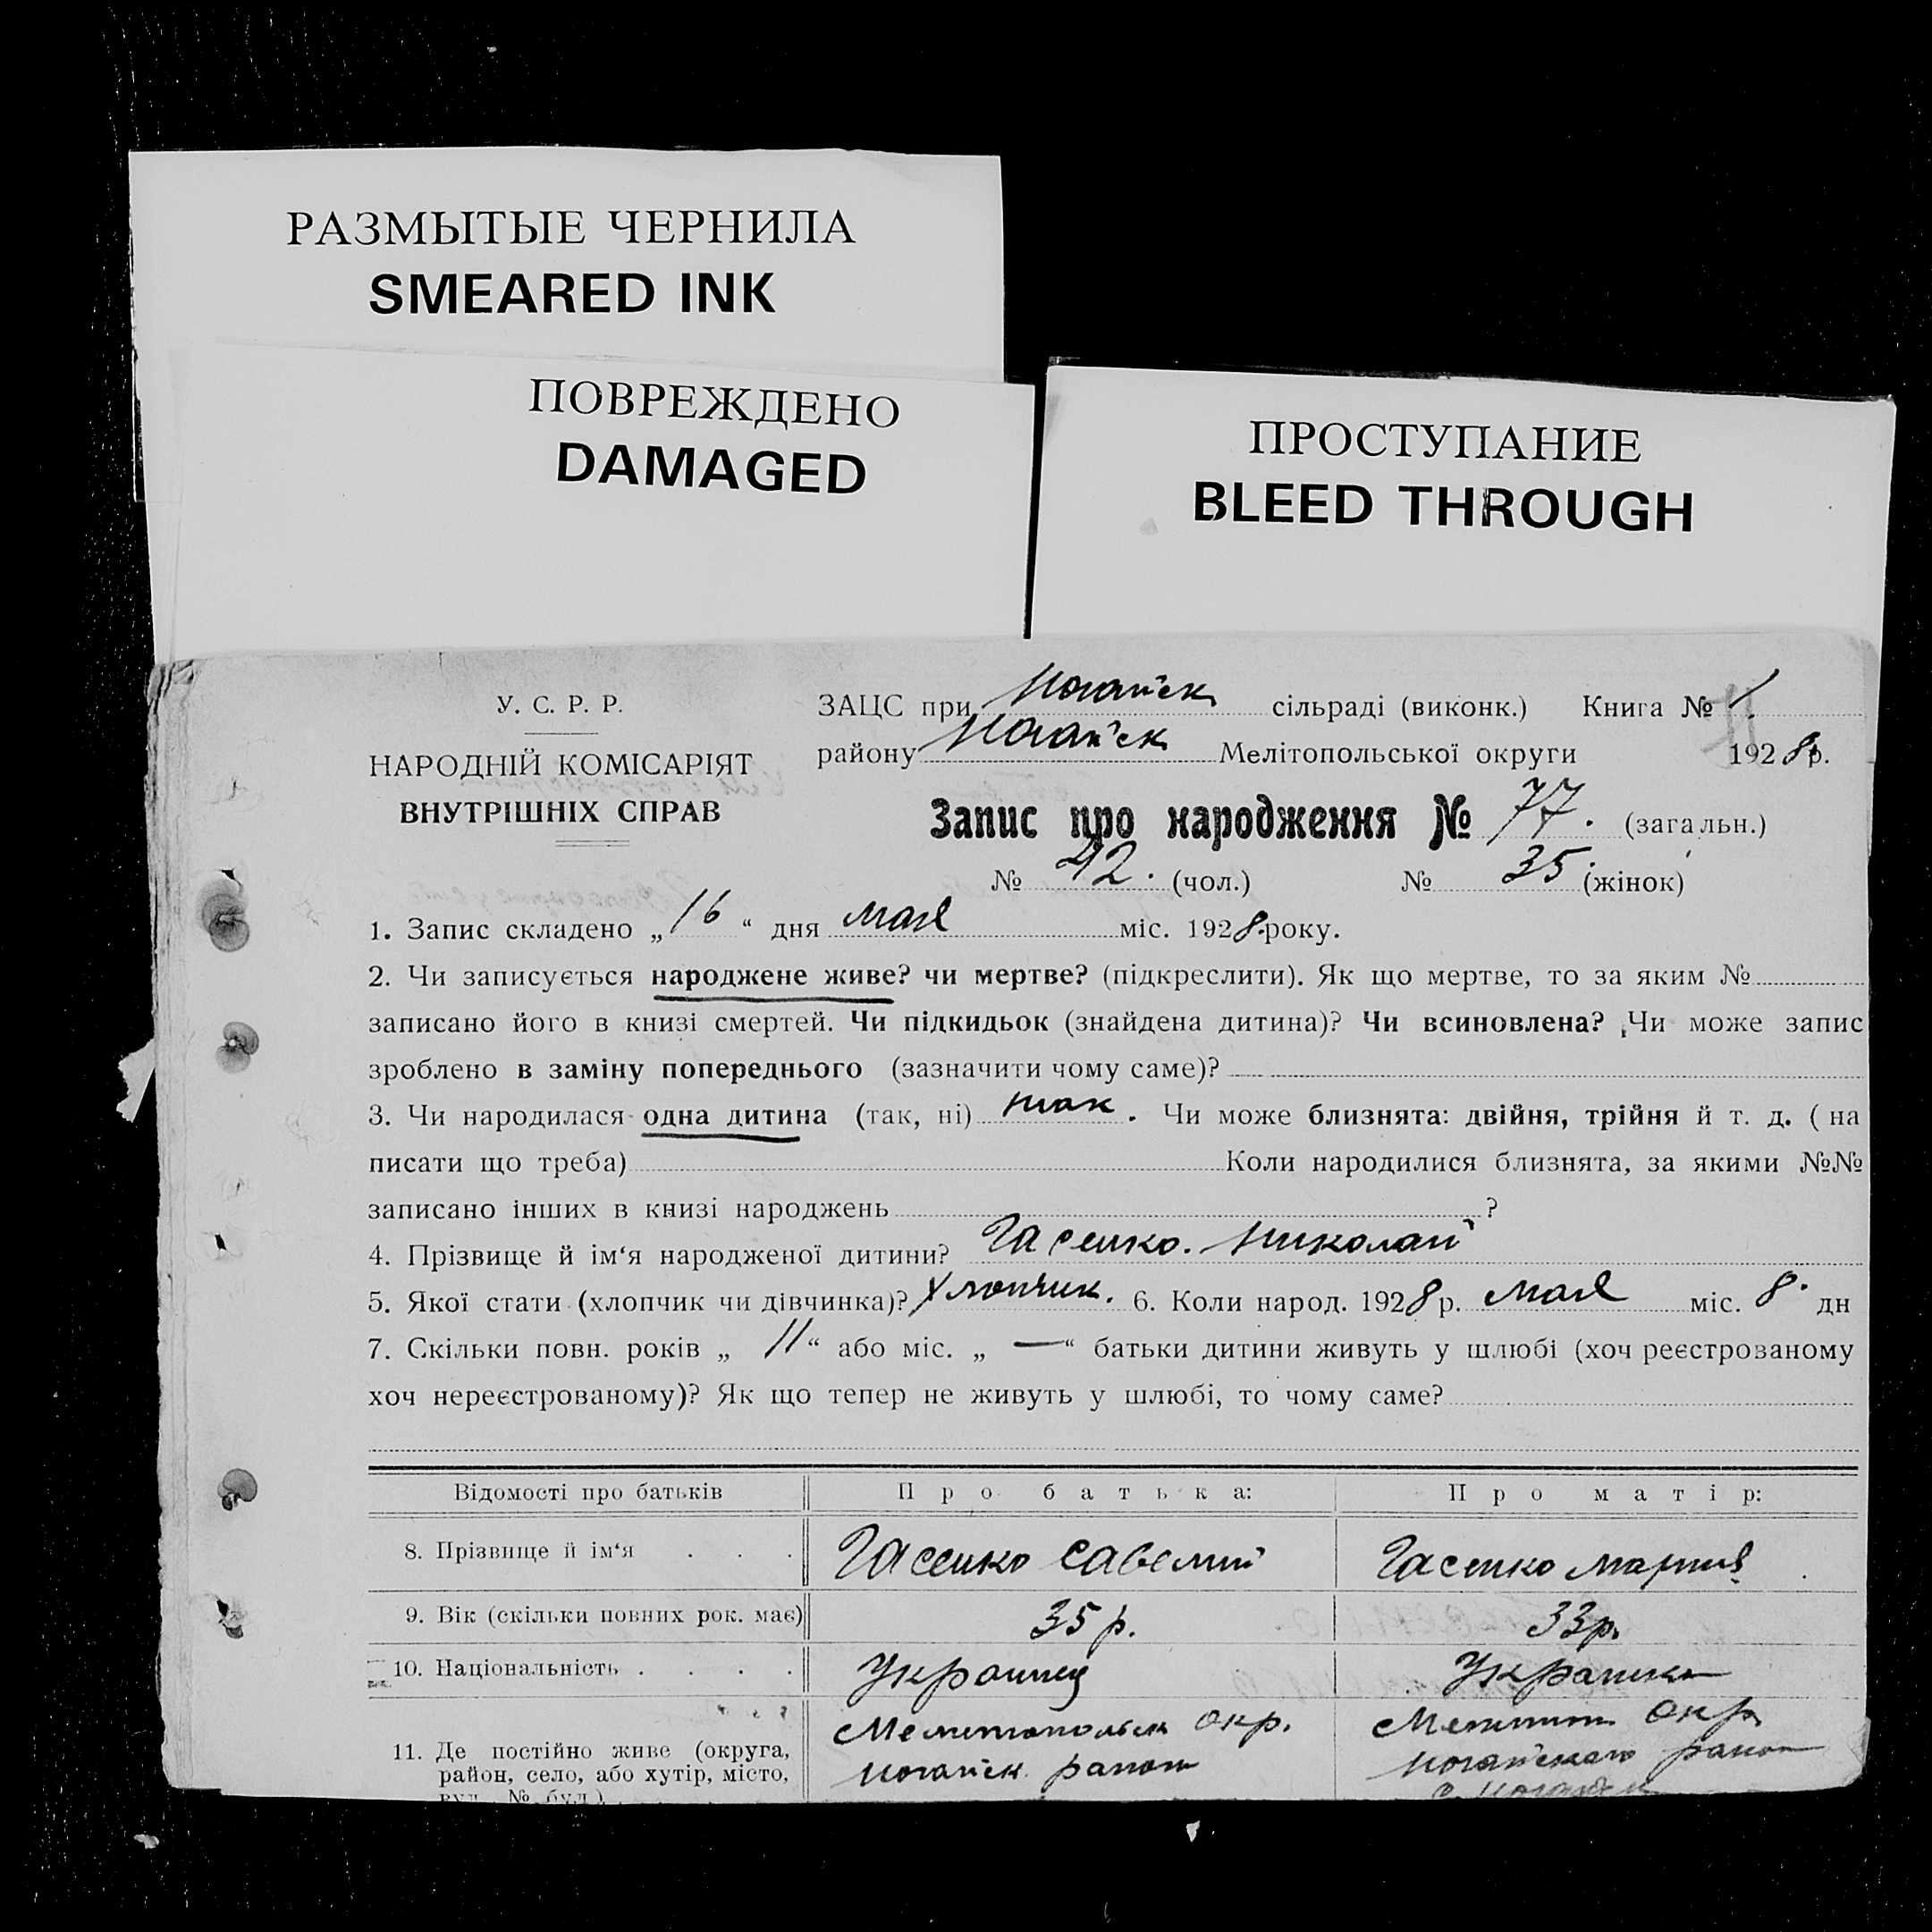 РАЗМЫТЫЕ ЧЕРНИЛА
SMEARED INK
ПОВРЕЖДЕНО
DAMAGED
ПРОСТУПАНИЕ
BLEED THROUGH
У. С. Р. Р.
НАРОДНІЙ КОМІСАРІЯТ
ВНУТРІШНІХ СПРАВ
ЗАЦС при Ногайск сільраді (виконк.) Книга № 1
району Ногайск Мелітопольської округи 1928 р.
Запис про народження № 77. (загальн.)
№ 42. (чол.) № 35 (жінок)
1. Запис складено „16“ дня мая міс. 1928 року.
2. Чи записується народжене живе? чи мертве? (підкреслити). Як що мертве, то за яким №
записано його в книзі смертей. Чи підкидьок (знайдена дитина)? Чи всиновлена? Чи може запис
зроблено в заміну попереднього (зазначити чому саме)?
3. Чи народилася одна дитина (так, ні) так. Чи може близнята: двійня, трійня й т. д. (на
писати що треба) Коли народилися близнята, за якими №№
записано інших в книзі народжень ?
4. Прізвище й ім‘я народженої дитини? Гасенко. Николай
5. Якої стати (хлопчик чи дівчинка)? Хлопчик. 6. Коли народ. 1928 р. мая міс. 8. дн
7. Скільки повн. років „11“ або міс. „—“ батьки дитини живуть у шлюбі (хоч реєстрованому
хоч нереєстрованому)? Як що тепер не живуть у шлюбі, то чому саме?
Відомості про батьків Про батька: Про матір:
8. Прізвище й ім‘я . . . Гасенко Савелий Гасенко Мария
9. Вік (скільки повних рок. має) 35 р. 33 р.
10. Національність . . . . Украинец Украинка
11. Де постійно живе (округа, Мелитопольск окр. Мелитоп окр
район, село, або хутір, місто, ногайск район ногайского район
вул. № буд.) с. Ногайск